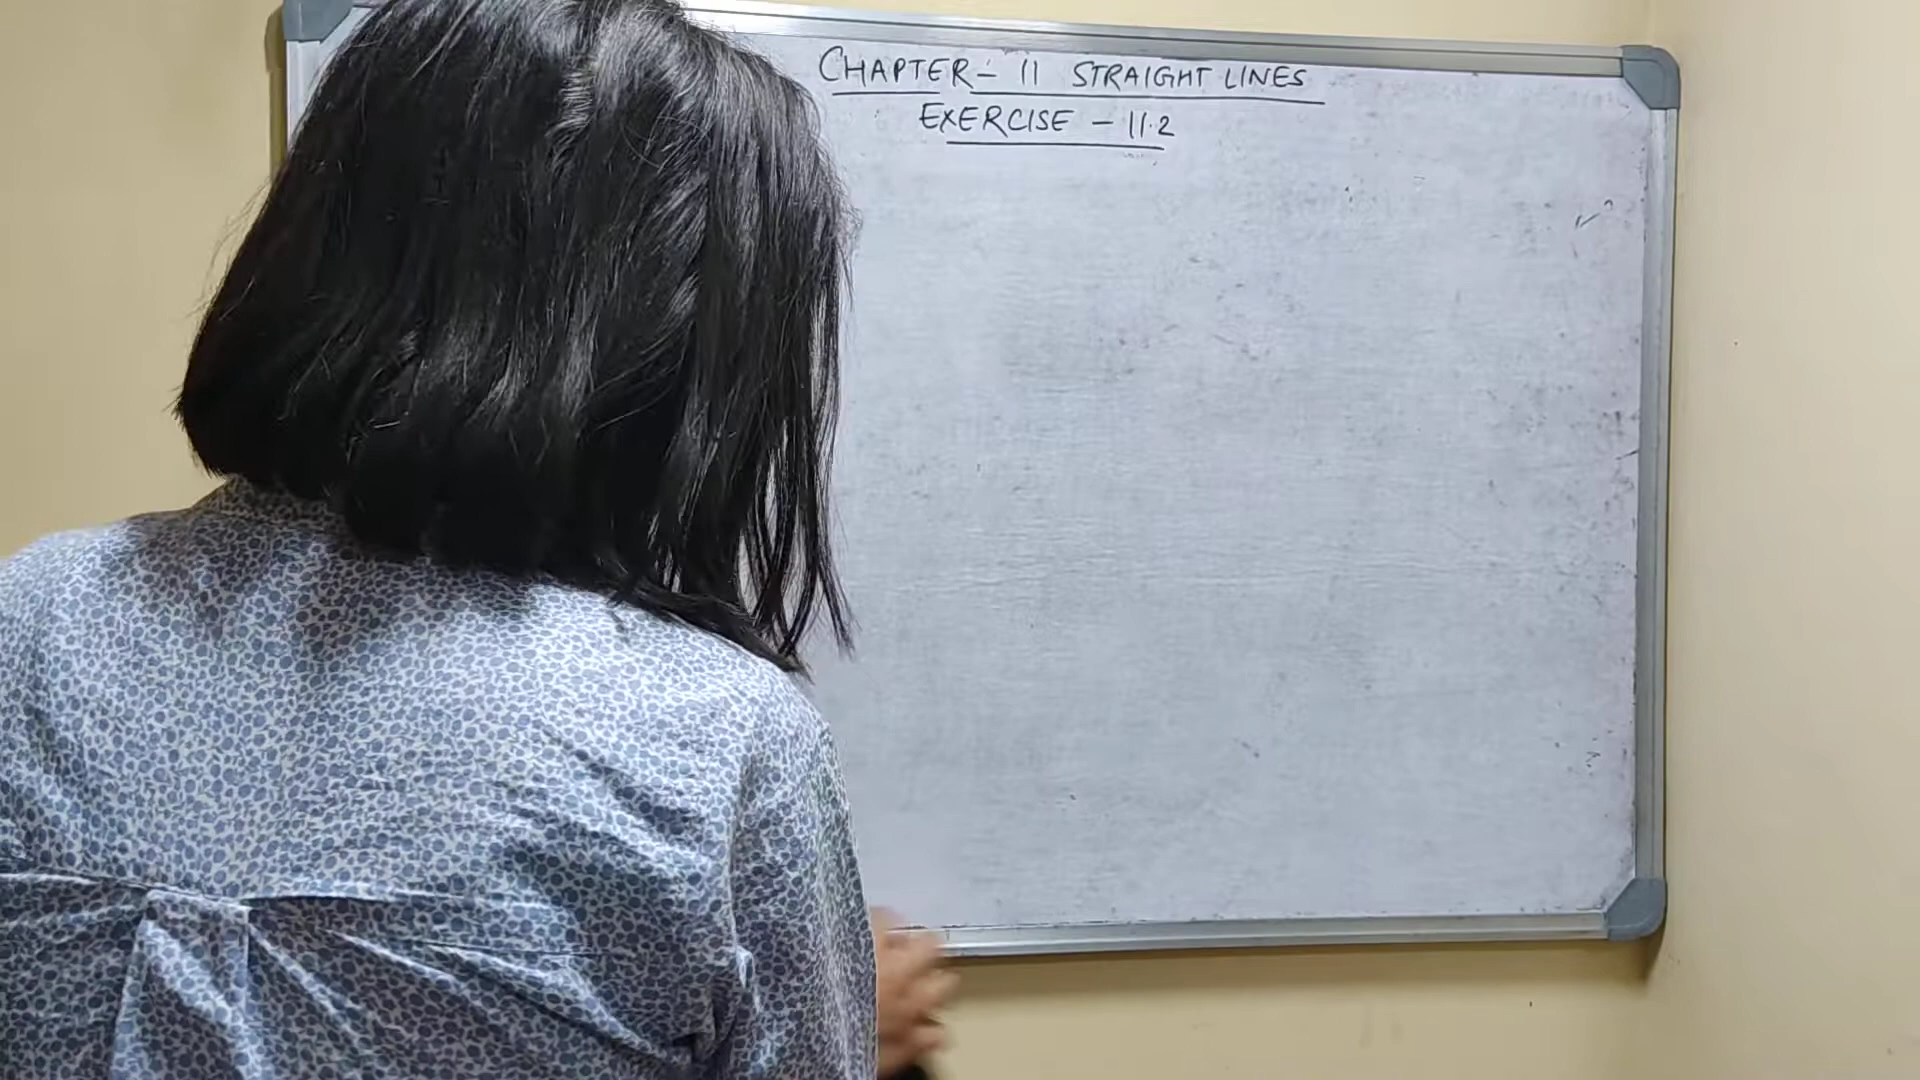 CHAPTER- 11 STRAIGHT LINES
EXERCISE - 11.2